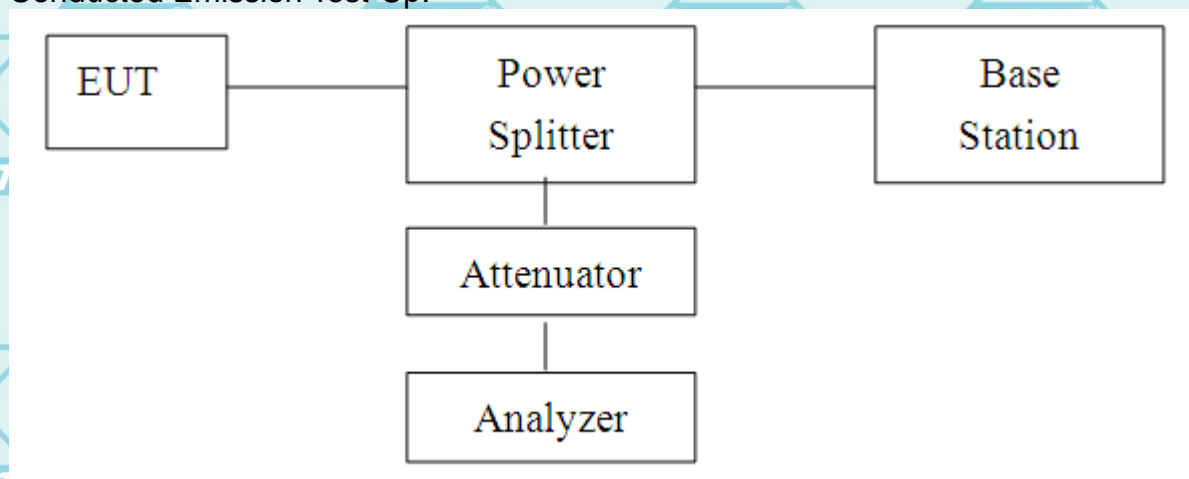 EUT
Power
Splitter
Base
Station
Attenuator
Analyzer